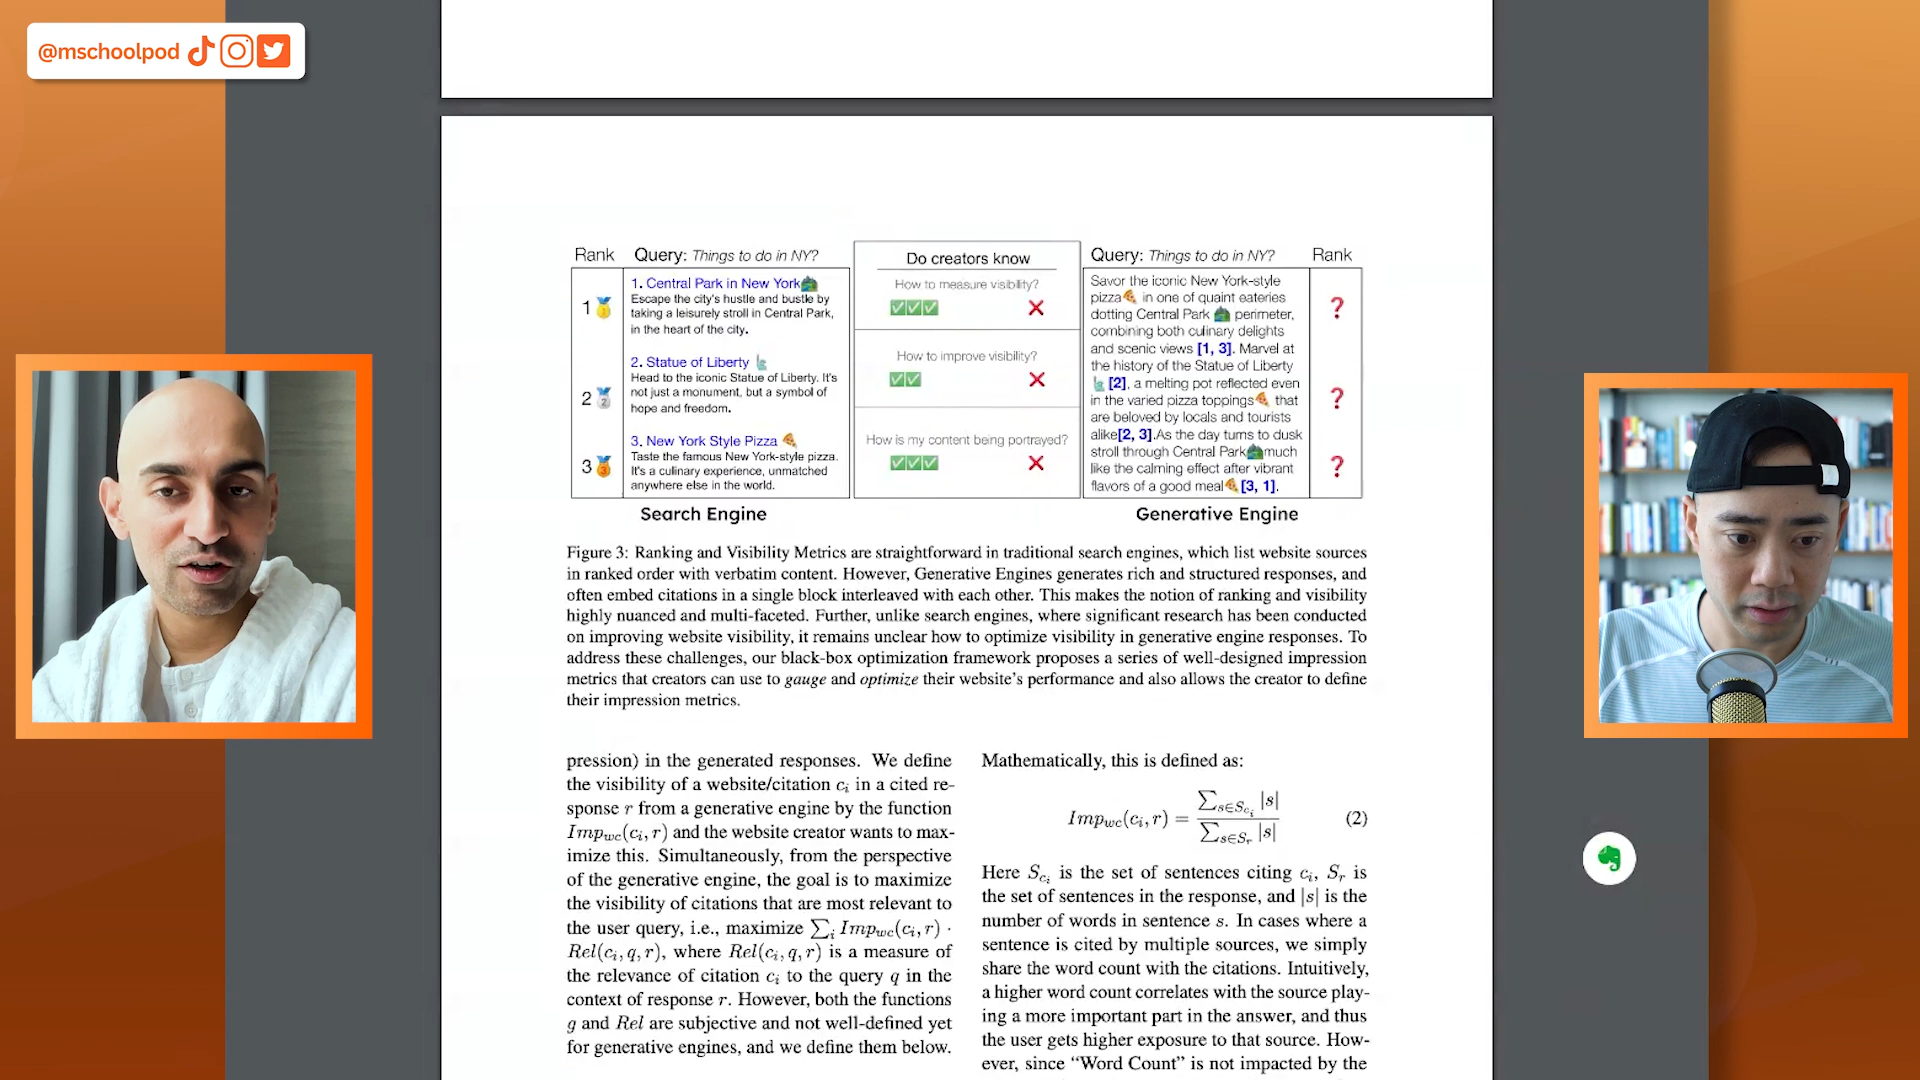 @mschoolpod
Rank
Query: Things to do in NY?
1
1. Central Park in New York
Escape the city's hustle and bustle by
taking a leisurely stroll in Central Park,
in the heart of the city.
2
2. Statue of Liberty
Head to the iconic Statue of Liberty. It's
not just a monument, but a symbol of
hope and freedom.
3
3. New York Style Pizza
Taste the famous New York-style pizza.
It's a culinary experience, unmatched
anywhere else in the world.
Search Engine
Do creators know
How to measure visibility?
How to improve visibility?
How is my content being portrayed?
Query: Things to do in NY?
Rank
Savor the iconic New York-style
pizza in one of quaint eateries
dotting Central Park perimeter,
combining both culinary delights
and scenic views [1, 3]. Marvel at
the history of the Statue of Liberty
[2], a melting pot reflected even
in the varied pizza toppings that
are beloved by locals and tourists
alike[2, 3].As the day turns to dusk
stroll through Central Park much
like the calming effect after vibrant
flavors of a good meal [3, 1].
?
?
?
Generative Engine
Figure 3: Ranking and Visibility Metrics are straightforward in traditional search engines, which list website sources
in ranked order with verbatim content. However, Generative Engines generates rich and structured responses, and
often embed citations in a single block interleaved with each other. This makes the notion of ranking and visibility
highly nuanced and multi-faceted. Further, unlike search engines, where significant research has been conducted
on improving website visibility, it remains unclear how to optimize visibility in generative engine responses. To
address these challenges, our black-box optimization framework proposes a series of well-designed impression
metrics that creators can use to gauge and optimize their website's performance and also allows the creator to define
their impression metrics.
pression) in the generated responses. We define
the visibility of a website/citation cᵢ in a cited re-
sponse r from a generative engine by the function
Imp_wc(cᵢ, r) and the website creator wants to max-
imize this. Simultaneously, from the perspective
of the generative engine, the goal is to maximize
the visibility of citations that are most relevant to
the user query, i.e., maximize ∑ᵢ Imp_wc(cᵢ, r) ·
Rel(cᵢ, q, r), where Rel(cᵢ, q, r) is a measure of
the relevance of citation cᵢ to the query q in the
context of response r. However, both the functions
g and Rel are subjective and not well-defined yet
for generative engines, and we define them below.
Mathematically, this is defined as:
Imp_wc(cᵢ, r) = ∑_{s∈S_{cᵢ}} |s| / ∑_{s∈S_r} |s| (2)
Here S_{cᵢ} is the set of sentences citing cᵢ, S_r is
the set of sentences in the response, and |s| is the
number of words in sentence s. In cases where a
sentence is cited by multiple sources, we simply
share the word count with the citations. Intuitively,
a higher word count correlates with the source play-
ing a more important part in the answer, and thus
the user gets higher exposure to that source. How-
ever, since “Word Count” is not impacted by the